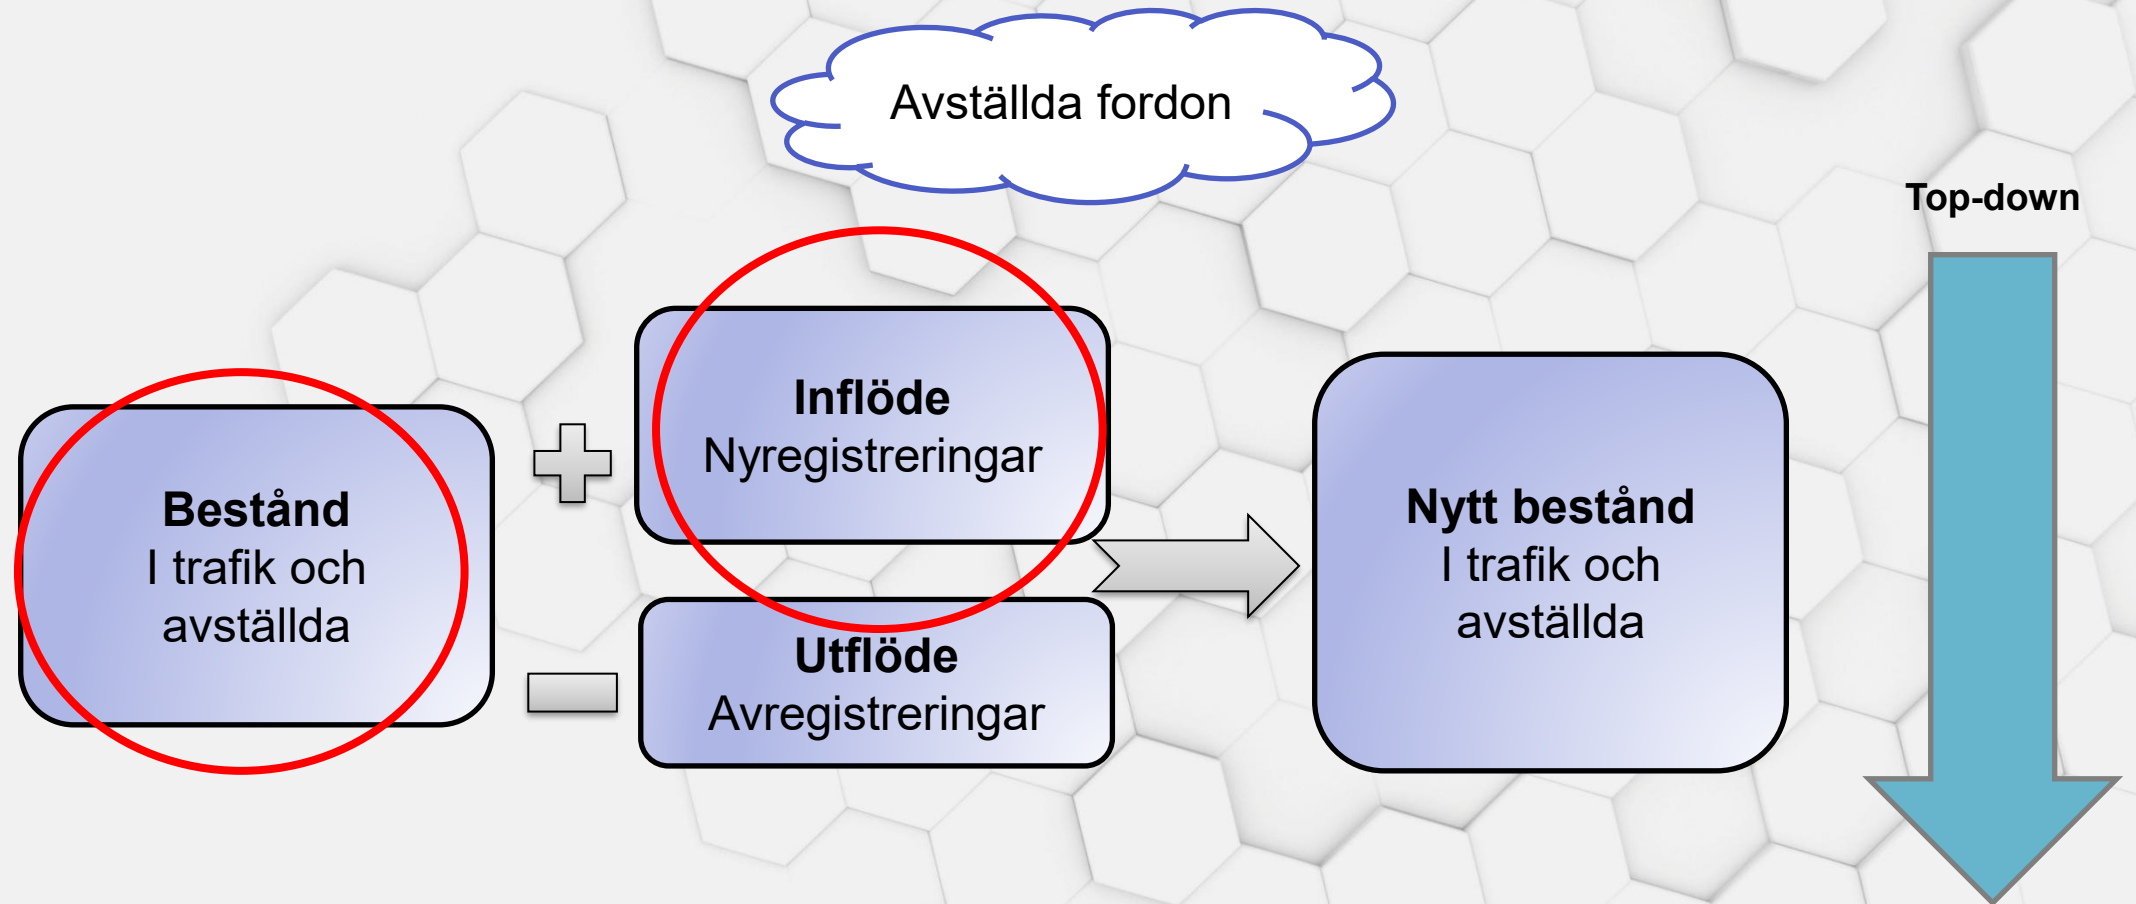 Avställda fordon
Top-down
Bestånd
I trafik och
avställda
Inflöde
Nyregistreringar
Utflöde
Avregistreringar
Nytt bestånd
I trafik och
avställda